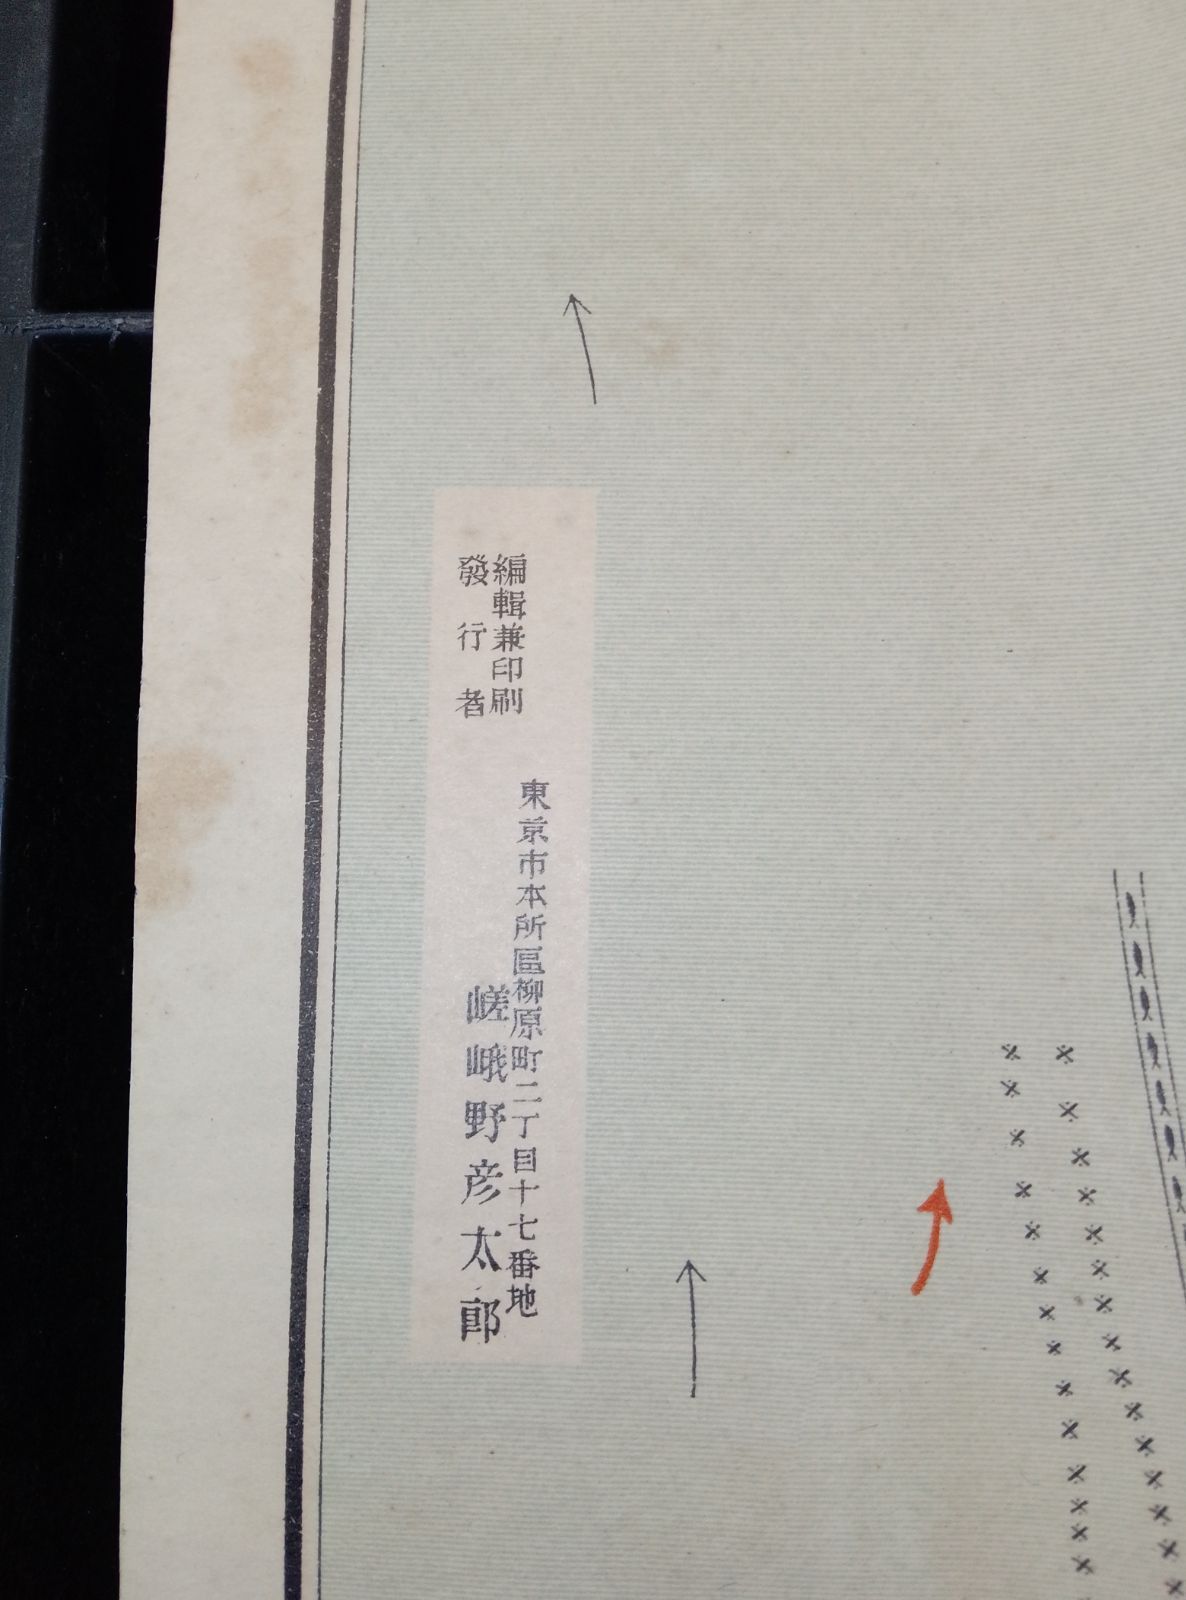 編輯兼印刷
發行者
東京市本所區柳原町二丁目十七番地
嵯峨野彦太郎